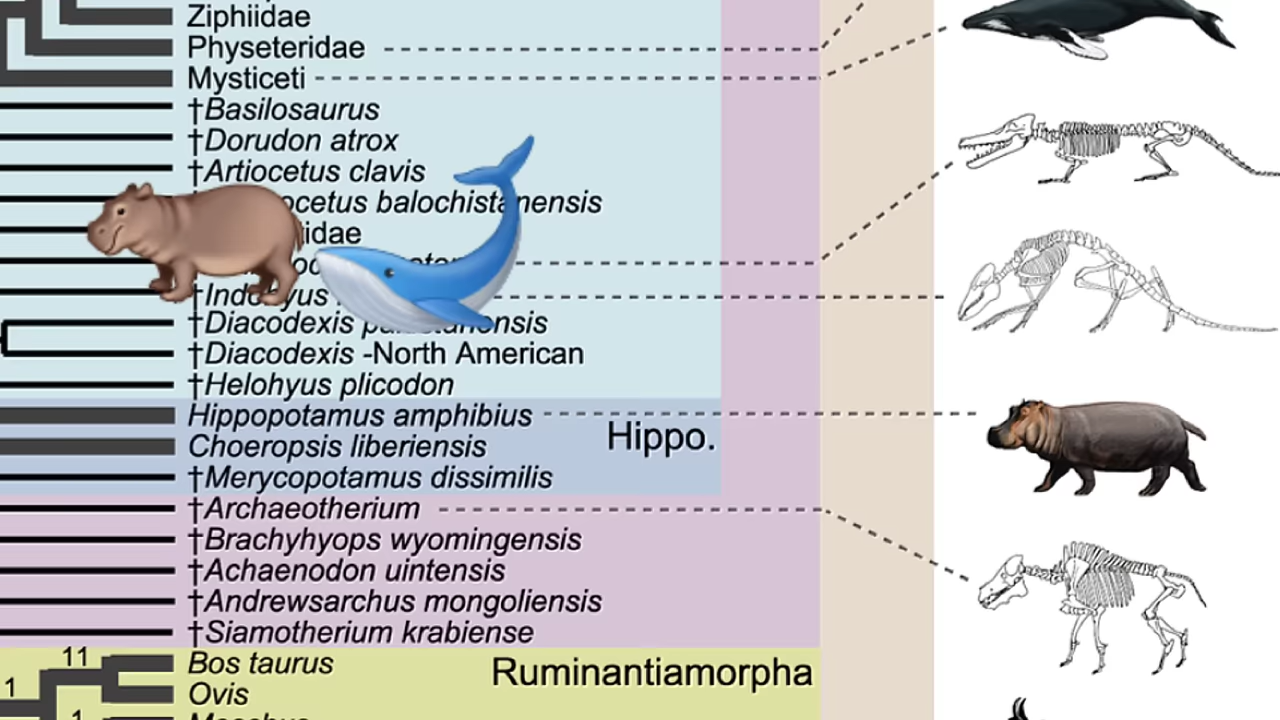 Ziphiidae
Physeteridae
Mysticeti
†Basilosaurus
†Dorudon atrox
†Artiocetus clavis
balochistanensis
†Diacodexis
†Diacodexis -North American
†Helohyus plicodon
Hippopotamus amphibius
Hippo.
Choeropsis liberiensis
†Merycopotamus dissimilis
†Archaeotherium
†Brachyhyops wyomingensis
†Achaenodon uintensis
†Andrewsarchus mongoliensis
†Siamotherium krabiense
11
Bos taurus
Ruminantiamorpha
1
Ovis
1